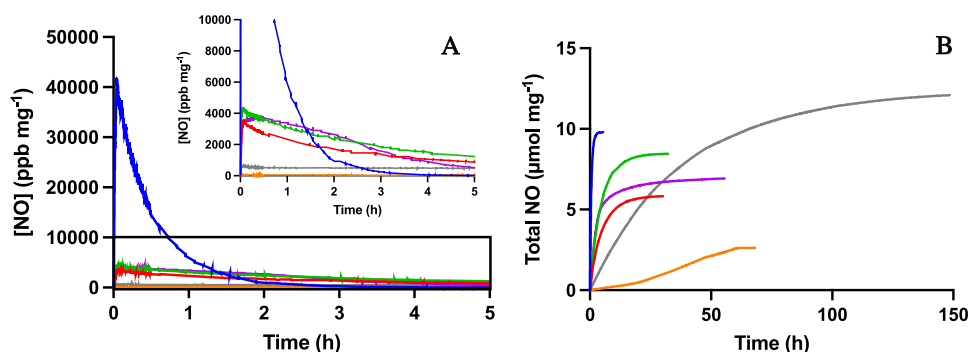 A
[NO] (ppb mg-1)
50000
40000
30000
20000
10000
0
0 1 2 3 4 5
Time (h)
[NO] (ppb mg-1)
10000
8000
6000
4000
2000
0
0 1 2 3 4 5
Time (h)
B
Total NO (µmol mg-1)
15
10
5
0
0 50 100 150
Time (h)